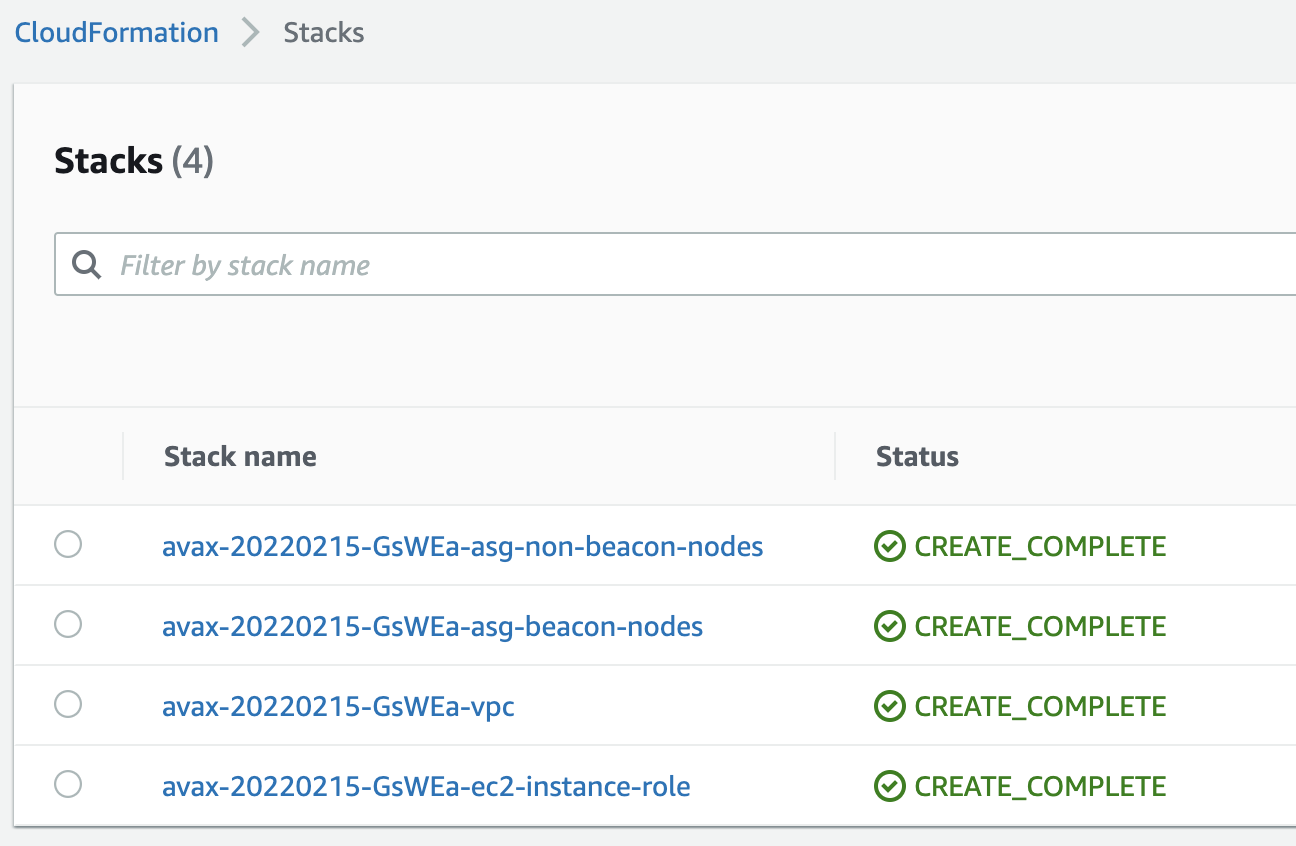 CloudFormation > Stacks
Stacks (4)
Filter by stack name
Stack name Status
avax-20220215-GsWEa-asg-non-beacon-nodes CREATE_COMPLETE
avax-20220215-GsWEa-asg-beacon-nodes CREATE_COMPLETE
avax-20220215-GsWEa-vpc CREATE_COMPLETE
avax-20220215-GsWEa-ec2-instance-role CREATE_COMPLETE